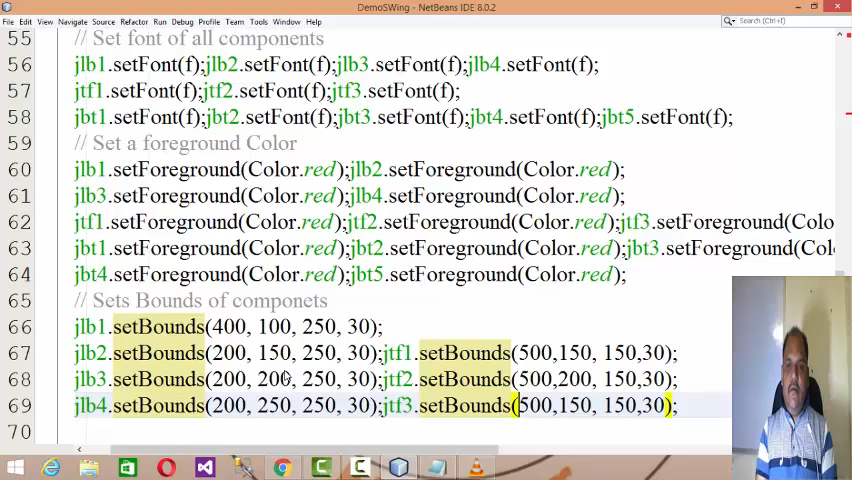 DemoSWing - NetBeans IDE 8.0.2
File Edit View Navigate Source Refactor Run Debug Profile Team Tools Window Help
Search (Ctrl+I)
55 // Set font of all components
56 jlb1.setFont(f);jlb2.setFont(f);jlb3.setFont(f);jlb4.setFont(f);
57 jtf1.setFont(f);jtf2.setFont(f);jtf3.setFont(f);
58 jbt1.setFont(f);jbt2.setFont(f);jbt3.setFont(f);jbt4.setFont(f);jbt5.setFont(f);
59 // Set a foreground Color
60 jlb1.setForeground(Color.red);jlb2.setForeground(Color.red);
61 jlb3.setForeground(Color.red);jlb4.setForeground(Color.red);
62 jtf1.setForeground(Color.red);jtf2.setForeground(Color.red);jtf3.setForeground(Colo
63 jbt1.setForeground(Color.red);jbt2.setForeground(Color.red);jbt3.setForeground(Colo
64 jbt4.setForeground(Color.red);jbt5.setForeground(Color.red);
65 // Sets Bounds of componets
66 jlb1.setBounds(400, 100, 250, 30);
67 jlb2.setBounds(200, 150, 250, 30);jtf1.setBounds(500,150, 150,30);
68 jlb3.setBounds(200, 200, 250, 30);jtf2.setBounds(500,200, 150,30);
69 jlb4.setBounds(200, 250, 250, 30);jtf3.setBounds(500,150, 150,30);
70